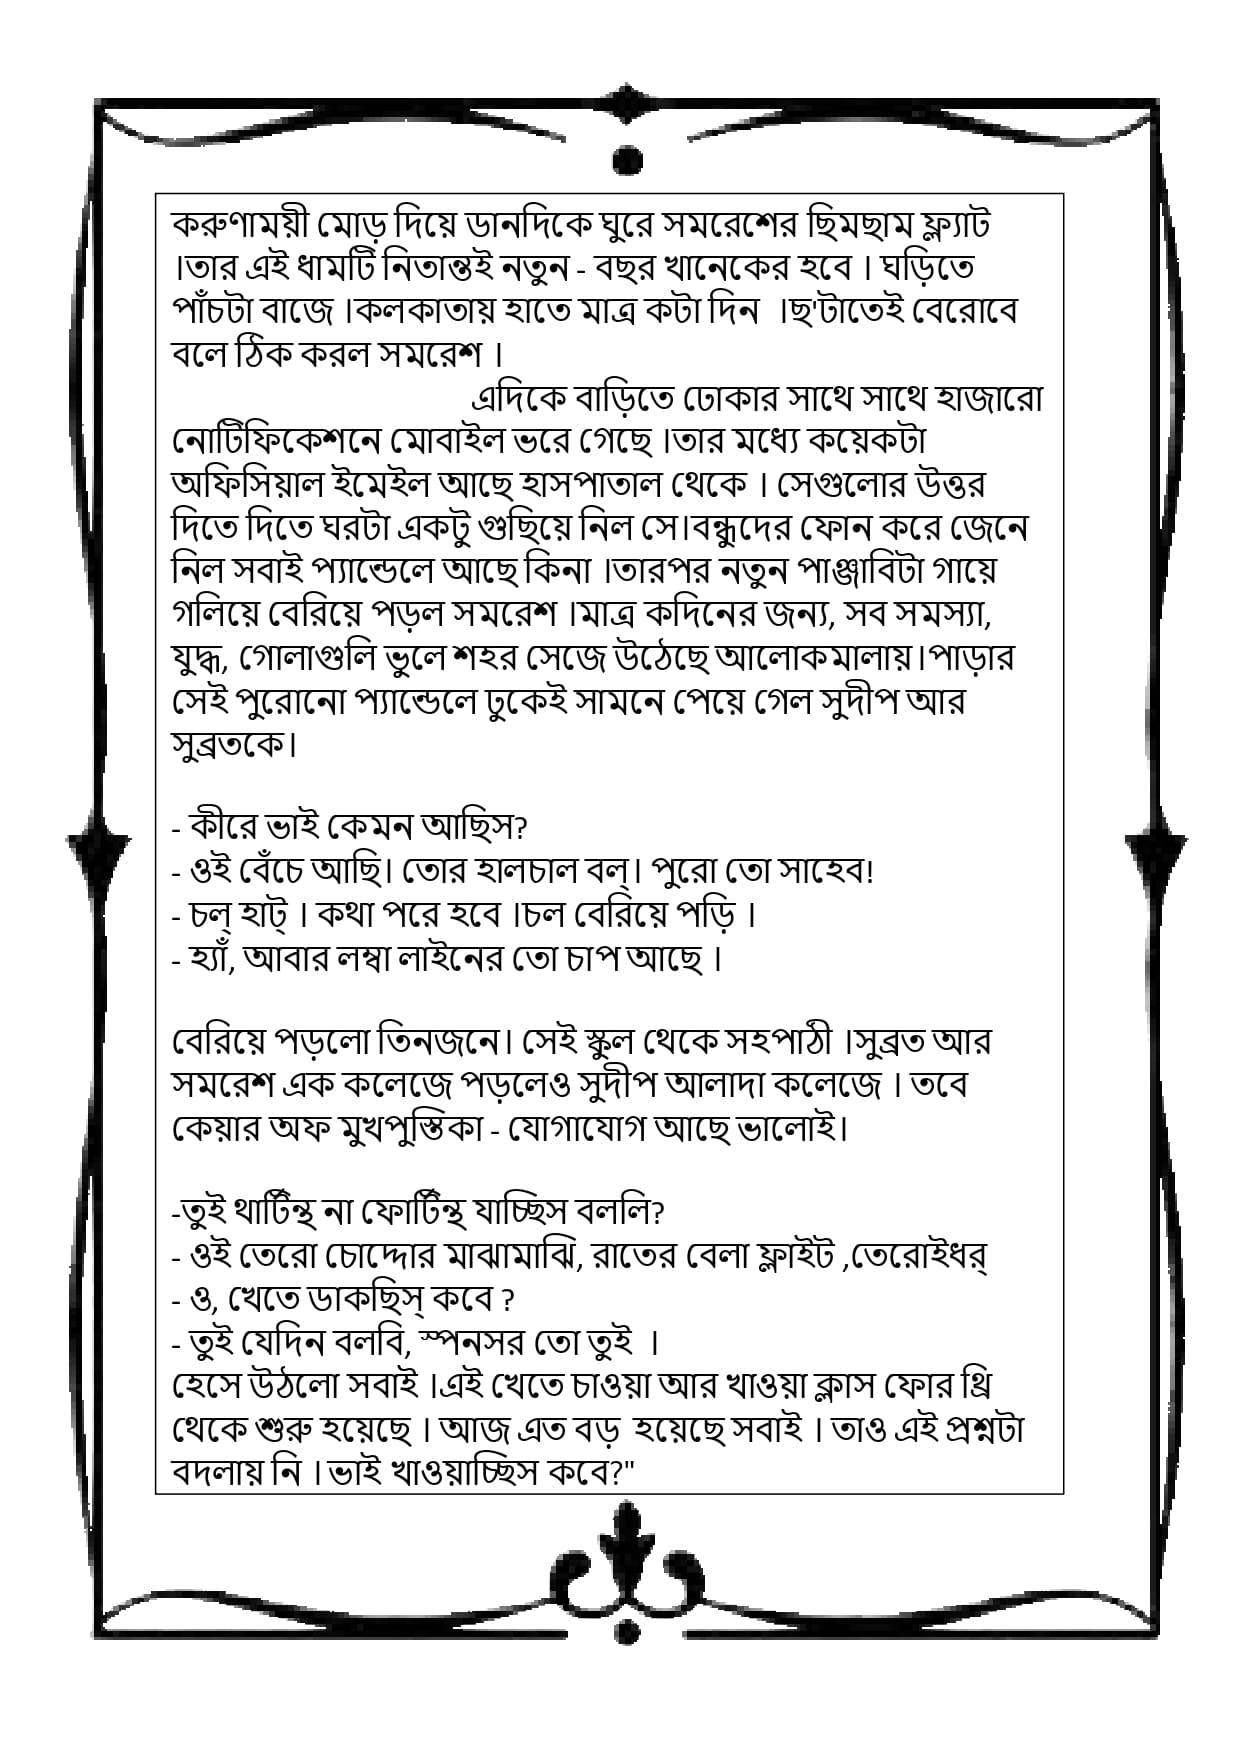 করুণাময়ী মোড় দিয়ে ডানদিকে ঘুরে সমরেশের ছিমছাম ফ্ল্যাট
।তার এই ধামটি নিতান্তই নতুন - বছর খানেকের হবে । ঘড়িতে
পাঁচটা বাজে ।কলকাতায় হাতে মাত্র কটা দিন ।ছ'টাতেই বেরোবে
বলে ঠিক করল সমরেশ ।
এদিকে বাড়িতে ঢোকার সাথে সাথে হাজারো
নোটিফিকেশনে মোবাইল ভরে গেছে ।তার মধ্যে কয়েকটা
অফিসিয়াল ইমেইল আছে হাসপাতাল থেকে । সেগুলোর উত্তর
দিতে দিতে ঘরটা একটু গুছিয়ে নিল সে।বন্ধুদের ফোন করে জেনে
নিল সবাই প্যান্ডেলে আছে কিনা ।তারপর নতুন পাঞ্জাবিটা গায়ে
গলিয়ে বেরিয়ে পড়ল সমরেশ ।মাত্র কদিনের জন্য, সব সমস্যা,
যুদ্ধ, গোলাগুলি ভুলে শহর সেজে উঠেছে আলোকমালায়।পাড়ার
সেই পুরোনো প্যান্ডেলে ঢুকেই সামনে পেয়ে গেল সুদীপ আর
সুব্রতকে।
- কীরে ভাই কেমন আছিস?
- ওই বেঁচে আছি। তোর হালচাল বল্। পুরো তো সাহেব!
- চল্ হাট্ । কথা পরে হবে ।চল বেরিয়ে পড়ি ।
- হ্যাঁ, আবার লম্বা লাইনের তো চাপ আছে ।
বেরিয়ে পড়লো তিনজনে। সেই স্কুল থেকে সহপাঠী ।সুব্রত আর
সমরেশ এক কলেজে পড়লেও সুদীপ আলাদা কলেজে । তবে
কেয়ার অফ মুখপুস্তিকা - যোগাযোগ আছে ভালোই।
-তুই থার্টিন্থ না ফোর্টিন্থ যাচ্ছিস বললি?
- ওই তেরো চোদ্দোর মাঝামাঝি, রাতের বেলা ফ্লাইট ,তেরোইধর্
- ও, খেতে ডাকছিস্ কবে ?
- তুই যেদিন বলবি, স্পনসর তো তুই ।
হেসে উঠলো সবাই ।এই খেতে চাওয়া আর খাওয়া ক্লাস ফোর থ্রি
থেকে শুরু হয়েছে । আজ এত বড় হয়েছে সবাই । তাও এই প্রশ্নটা
বদলায় নি । ভাই খাওয়াচ্ছিস কবে?"